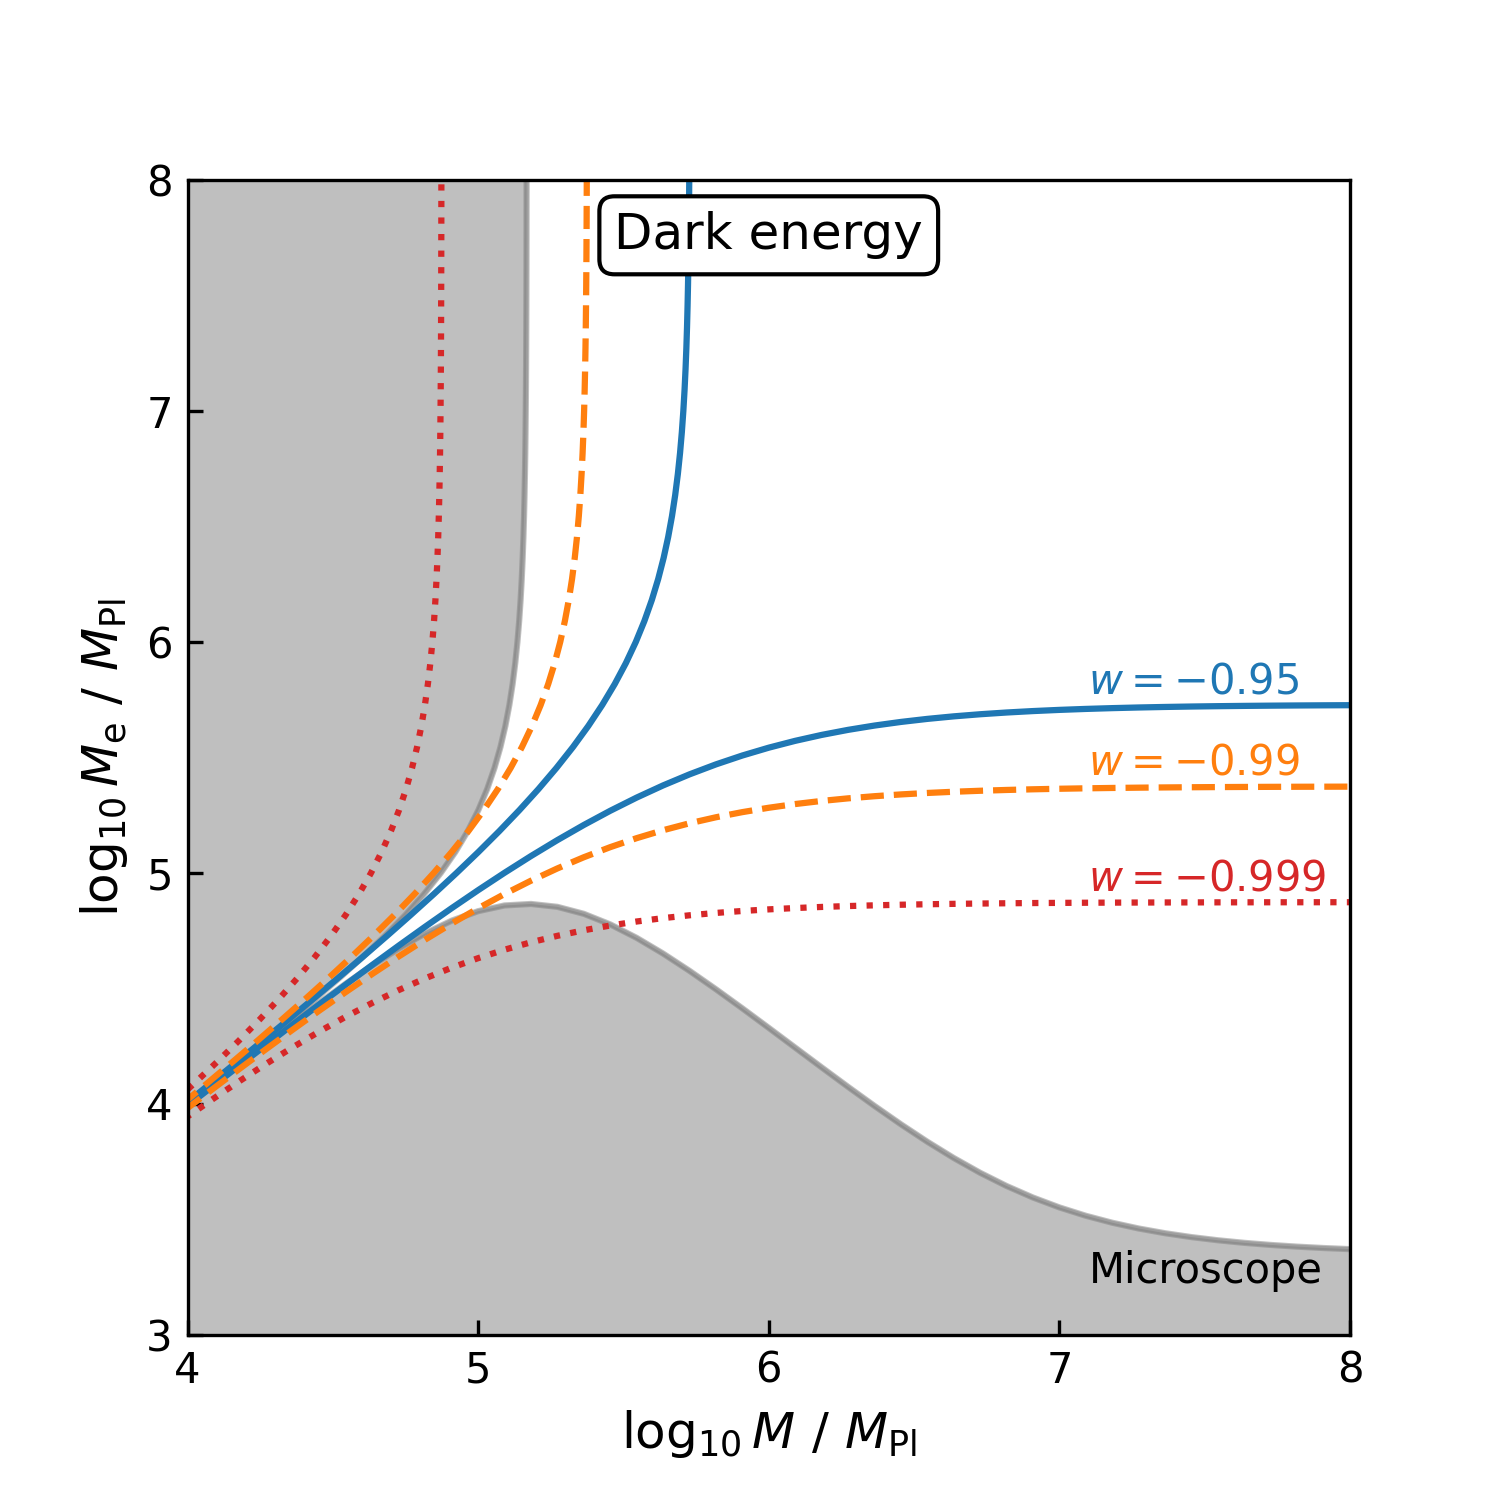 Dark energy
8
7
6
5
4
3
log₁₀ Mₑ / M_Pl
w = −0.95
w = −0.99
w = −0.999
Microscope
4 5 6 7 8
log₁₀ M / M_Pl